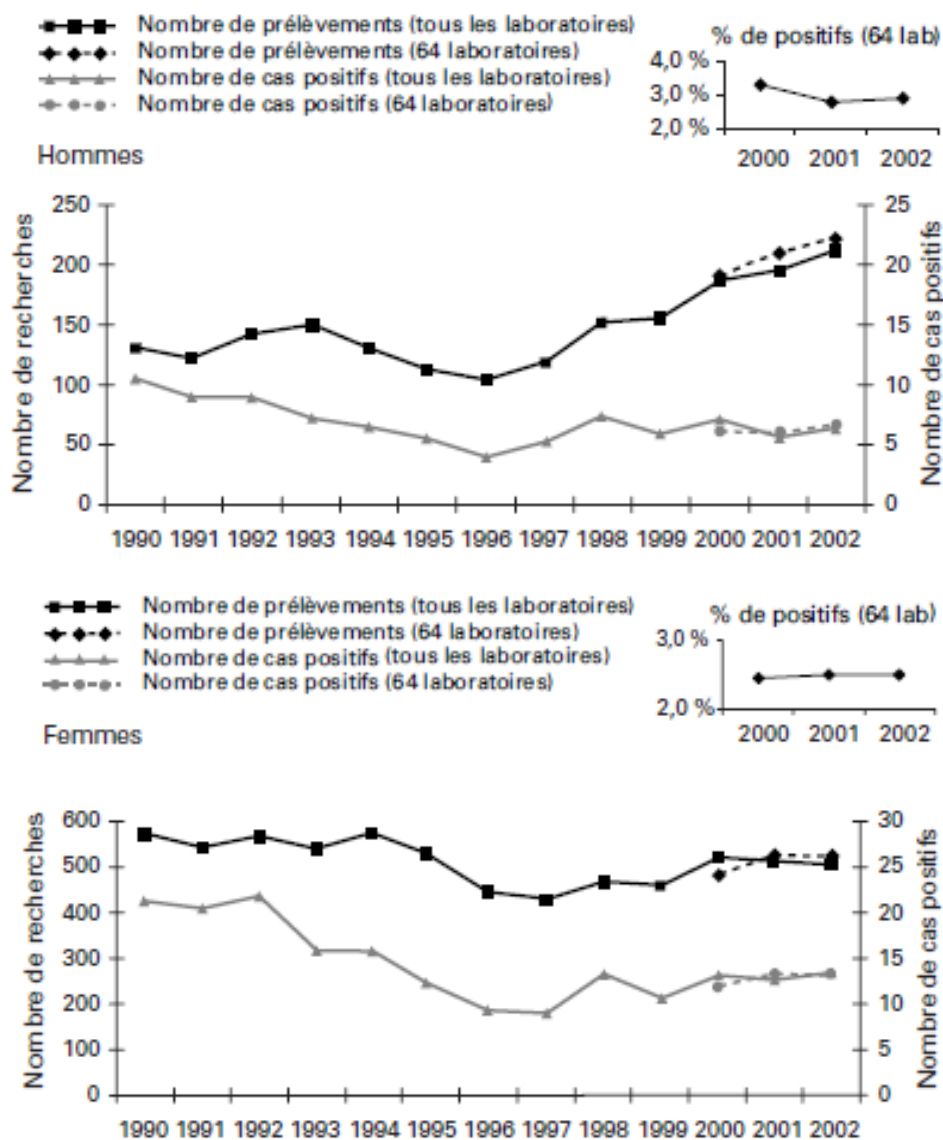 Nombre de prélèvements (tous les laboratoires)
Nombre de prélèvements (64 laboratoires)
Nombre de cas positifs (tous les laboratoires)
Nombre de cas positifs (64 laboratoires)
% de positifs (64 lab)
4,0 %
3,0 %
2,0 %
2000 2001 2002
Hommes
Nombre de recherches
250
200
150
100
50
0
25
20
15
10
5
0
Nombre de cas positifs
1990 1991 1992 1993 1994 1995 1996 1997 1998 1999 2000 2001 2002
Nombre de prélèvements (tous les laboratoires)
Nombre de prélèvements (64 laboratoires)
Nombre de cas positifs (tous les laboratoires)
Nombre de cas positifs (64 laboratoires)
% de positifs (64 lab)
3,0 %
2,0 %
2000 2001 2002
Femmes
Nombre de recherches
600
500
400
300
200
100
0
30
25
20
15
10
5
0
Nombre de cas positifs
1990 1991 1992 1993 1994 1995 1996 1997 1998 1999 2000 2001 2002